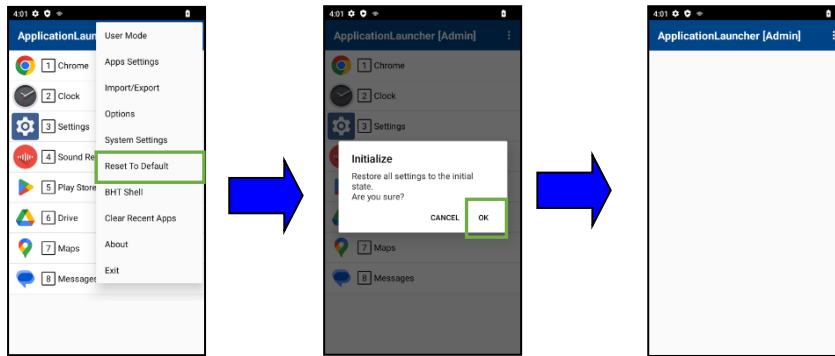 4:01
ApplicationLaun
User Mode
Apps Settings
Import/Export
Options
System Settings
Reset To Default
BHT Shell
Clear Recent Apps
About
Exit
1 Chrome
2 Clock
3 Settings
4 Sound Re
5 Play Store
6 Drive
7 Maps
8 Messages
4:01
ApplicationLauncher [Admin]
1 Chrome
2 Clock
3 Settings
Initialize
Restore all settings to the initial
state.
Are you sure?
CANCEL OK
7 Maps
8 Messages
4:01
ApplicationLauncher [Admin]